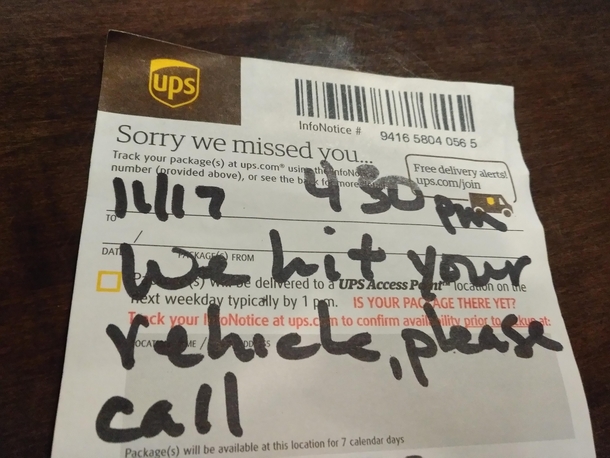 ups
InfoNotice # 9416 5804 056 5
Sorry we missed you...
Free delivery alerts!
ups.com/join
Track your package(s) at ups.com® using the InfoNo
number (provided above), or see the back for more
11/17 4 30 pm
TO
DATE / PACKAGE(S) FROM
We hit your
(s) will be delivered to a UPS Access Point™ location on the
next weekday typically by 1 p.m. IS YOUR PACKAGE THERE YET?
Track your InfoNotice at ups.com to confirm availability prior to pickup at:
vehicle, please
call
Package(s) will be available at this location for 7 calendar days